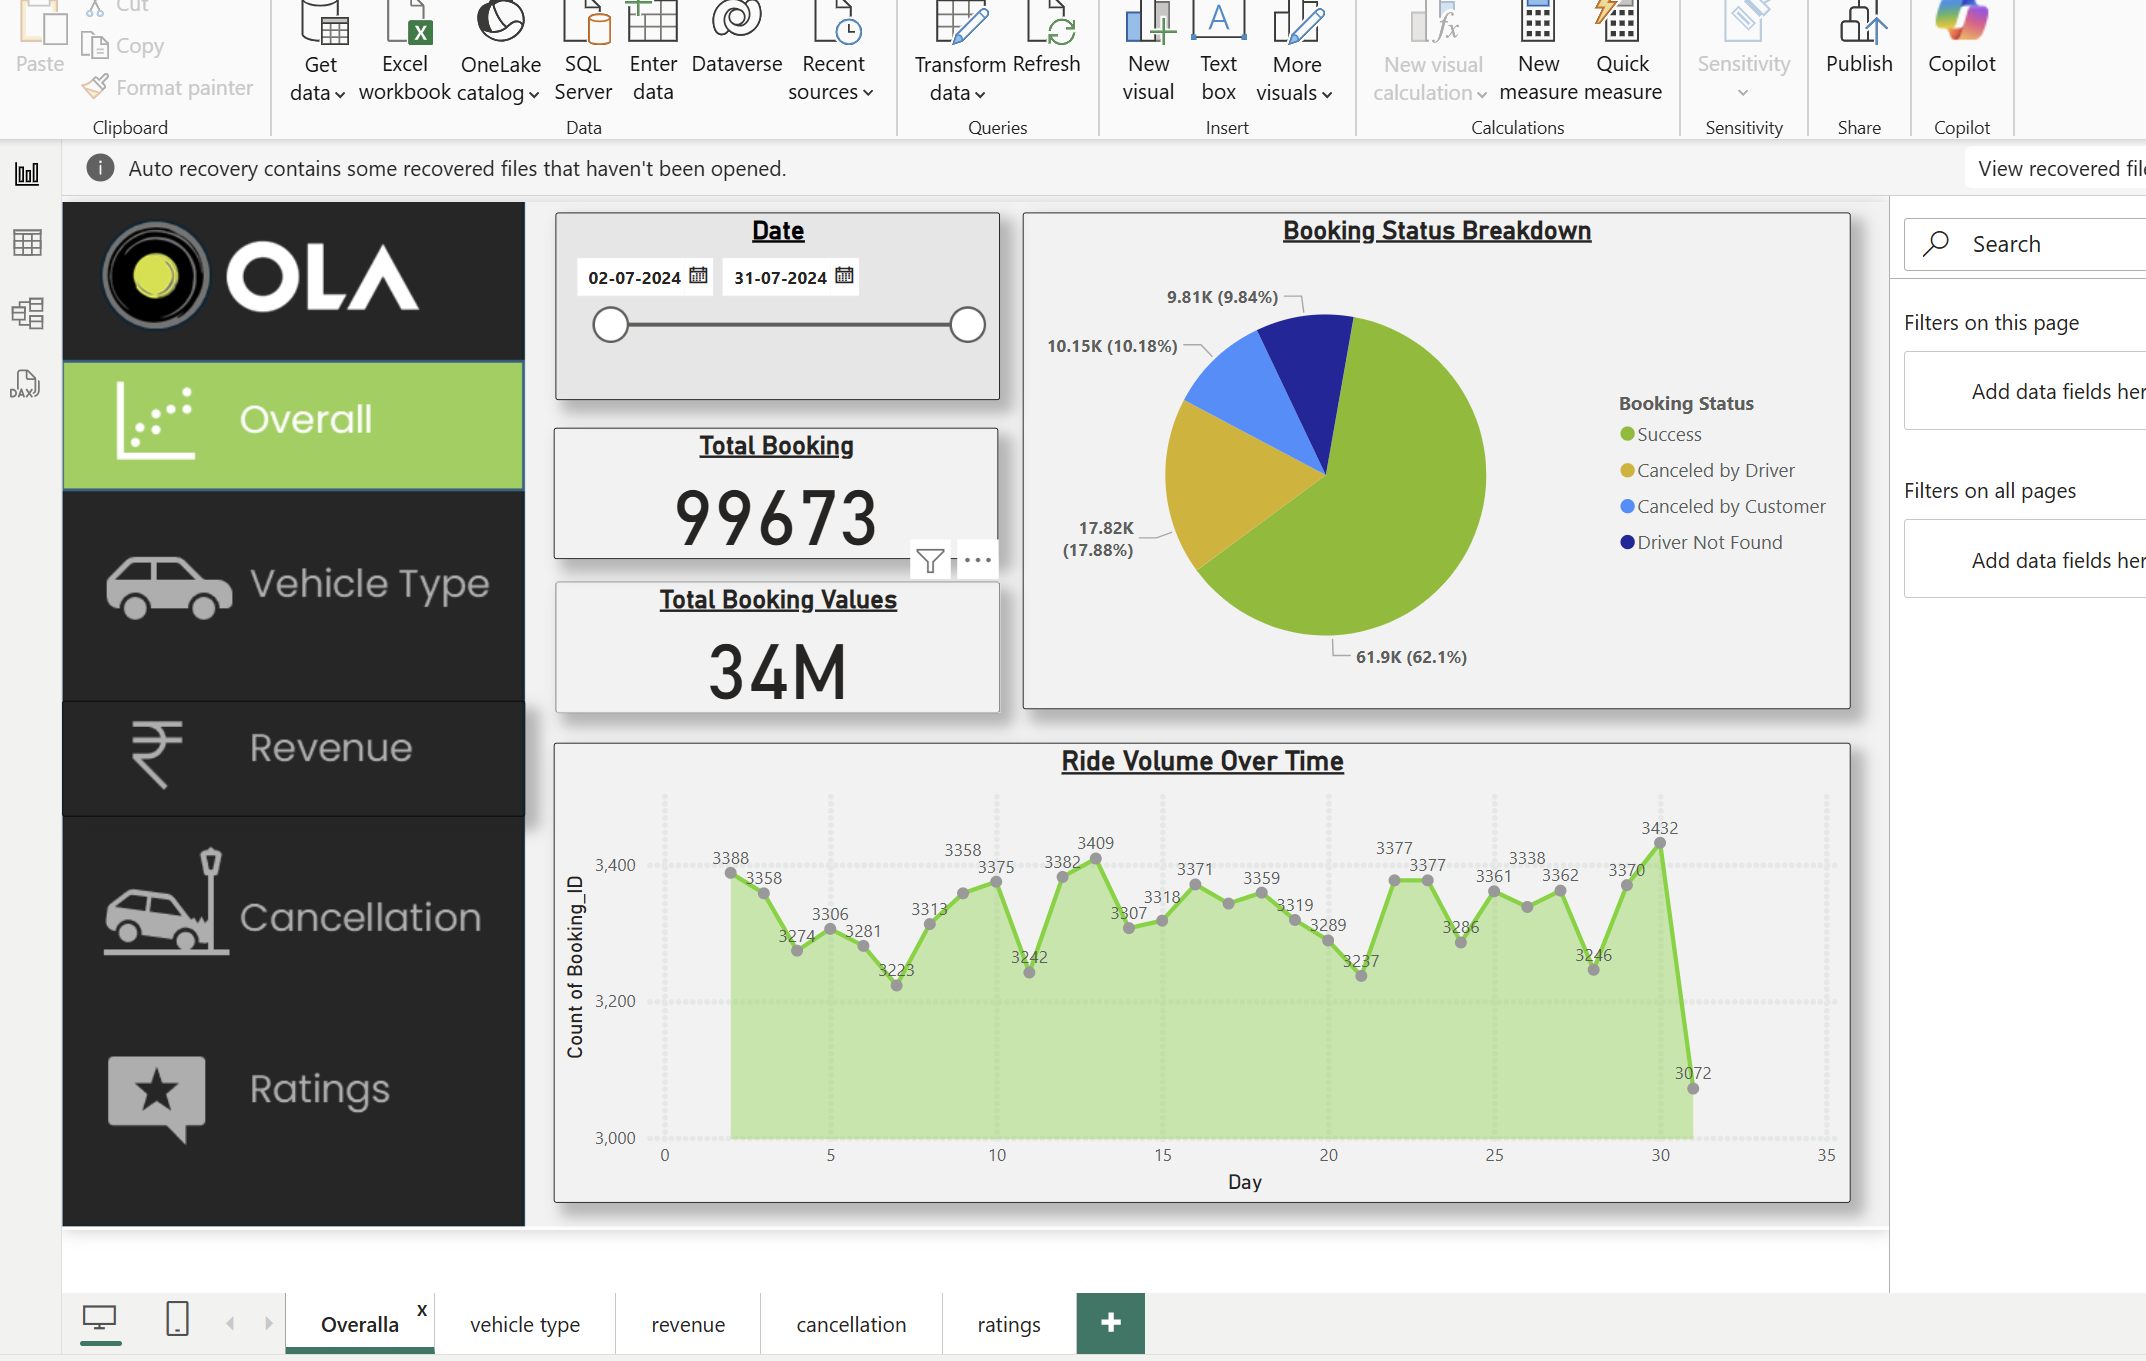 Cut
Paste
Copy
Format painter
Clipboard
Get data
Excel workbook
OneLake catalog
SQL Server
Enter data
Dataverse
Recent sources
Data
Transform data
Refresh
Queries
New visual
Text box
More visuals
Insert
New visual calculation
New measure
Quick measure
Calculations
Sensitivity
Sensitivity
Publish
Share
Copilot
Copilot
Auto recovery contains some recovered files that haven't been opened.
View recovered file
DAX
OLA
Overall
Vehicle Type
₹ Revenue
Cancellation
Ratings
Date
02-07-2024
31-07-2024
Total Booking
99673
Total Booking Values
34M
Booking Status Breakdown
9.81K (9.84%)
10.15K (10.18%)
17.82K
(17.88%)
61.9K (62.1%)
Booking Status
Success
Canceled by Driver
Canceled by Customer
Driver Not Found
Ride Volume Over Time
Count of Booking_ID
3,400
3,200
3,000
3388
3358
3274
3306
3281
3223
3313
3358
3375
3242
3382
3409
3307
3318
3371
3359
3319
3289
3237
3377
3377
3286
3361
3338
3362
3246
3370
3432
3072
0 5 10 15 20 25 30 35
Day
Search
Filters on this page
Add data fields her
Filters on all pages
Add data fields her
Overalla x
vehicle type
revenue
cancellation
ratings
+